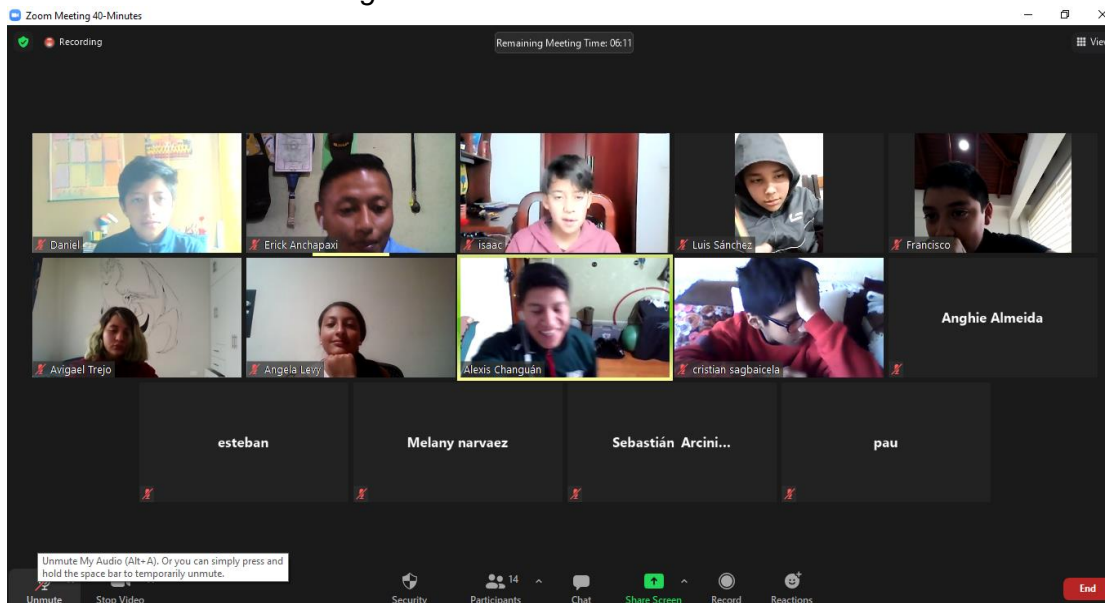 Zoom Meeting 40-Minutes
Recording
Remaining Meeting Time: 06:11
View
Daniel
Erick Anchapaxi
isaac
Luis Sánchez
Francisco
Avigael Trejo
Angela Levy
Alexis Changuán
cristian sagbaicela
Anghie Almeida
esteban
Melany narvaez
Sebastián Arcini...
pau
Unmute My Audio (Alt+A). Or you can simply press and
hold the space bar to temporarily unmute.
Unmute
Stop Video
Security
Participants
14
Chat
Share Screen
Record
Reactions
End